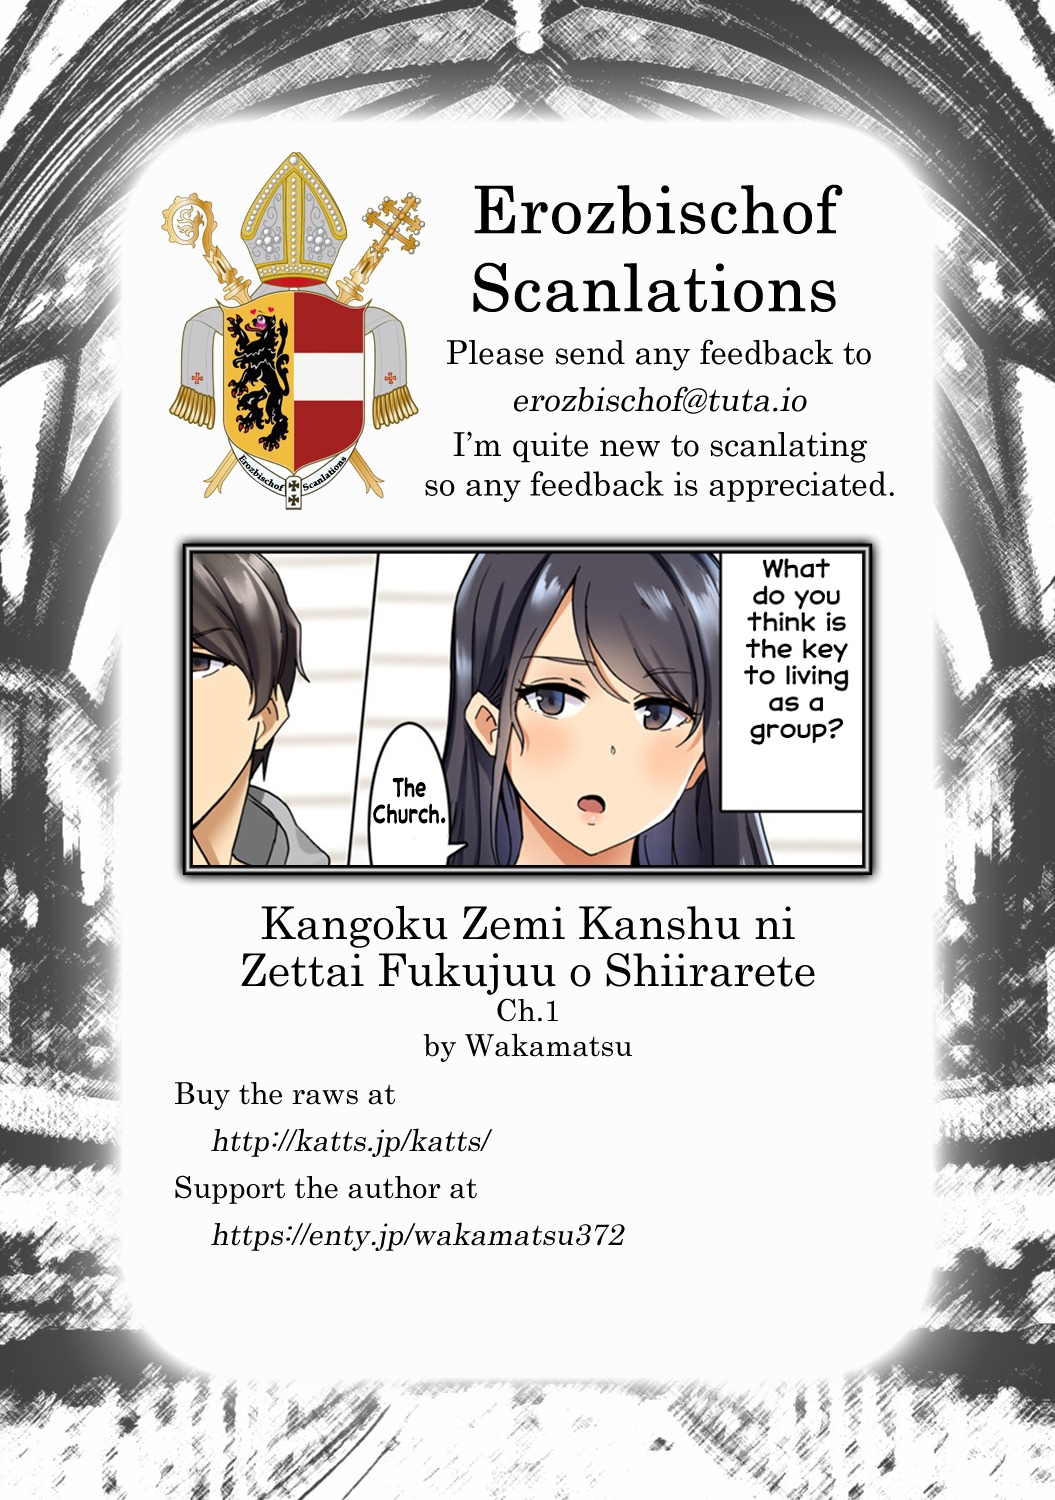 Erozbischof
Scanlations
Please send any feedback to
erozbischof@tuta.io
I'm quite new to scanlating
so any feedback is appreciated.
Erozbischof Scanlations
What
do you
think is
the key
to living
as a
group?
The
Church.
Kangoku Zemi Kanshu ni
Zettai Fukujuu o Shiirarete
Ch.1
by Wakamatsu
Buy the raws at
http://katts.jp/katts/
Support the author at
https://enty.jp/wakamatsu372